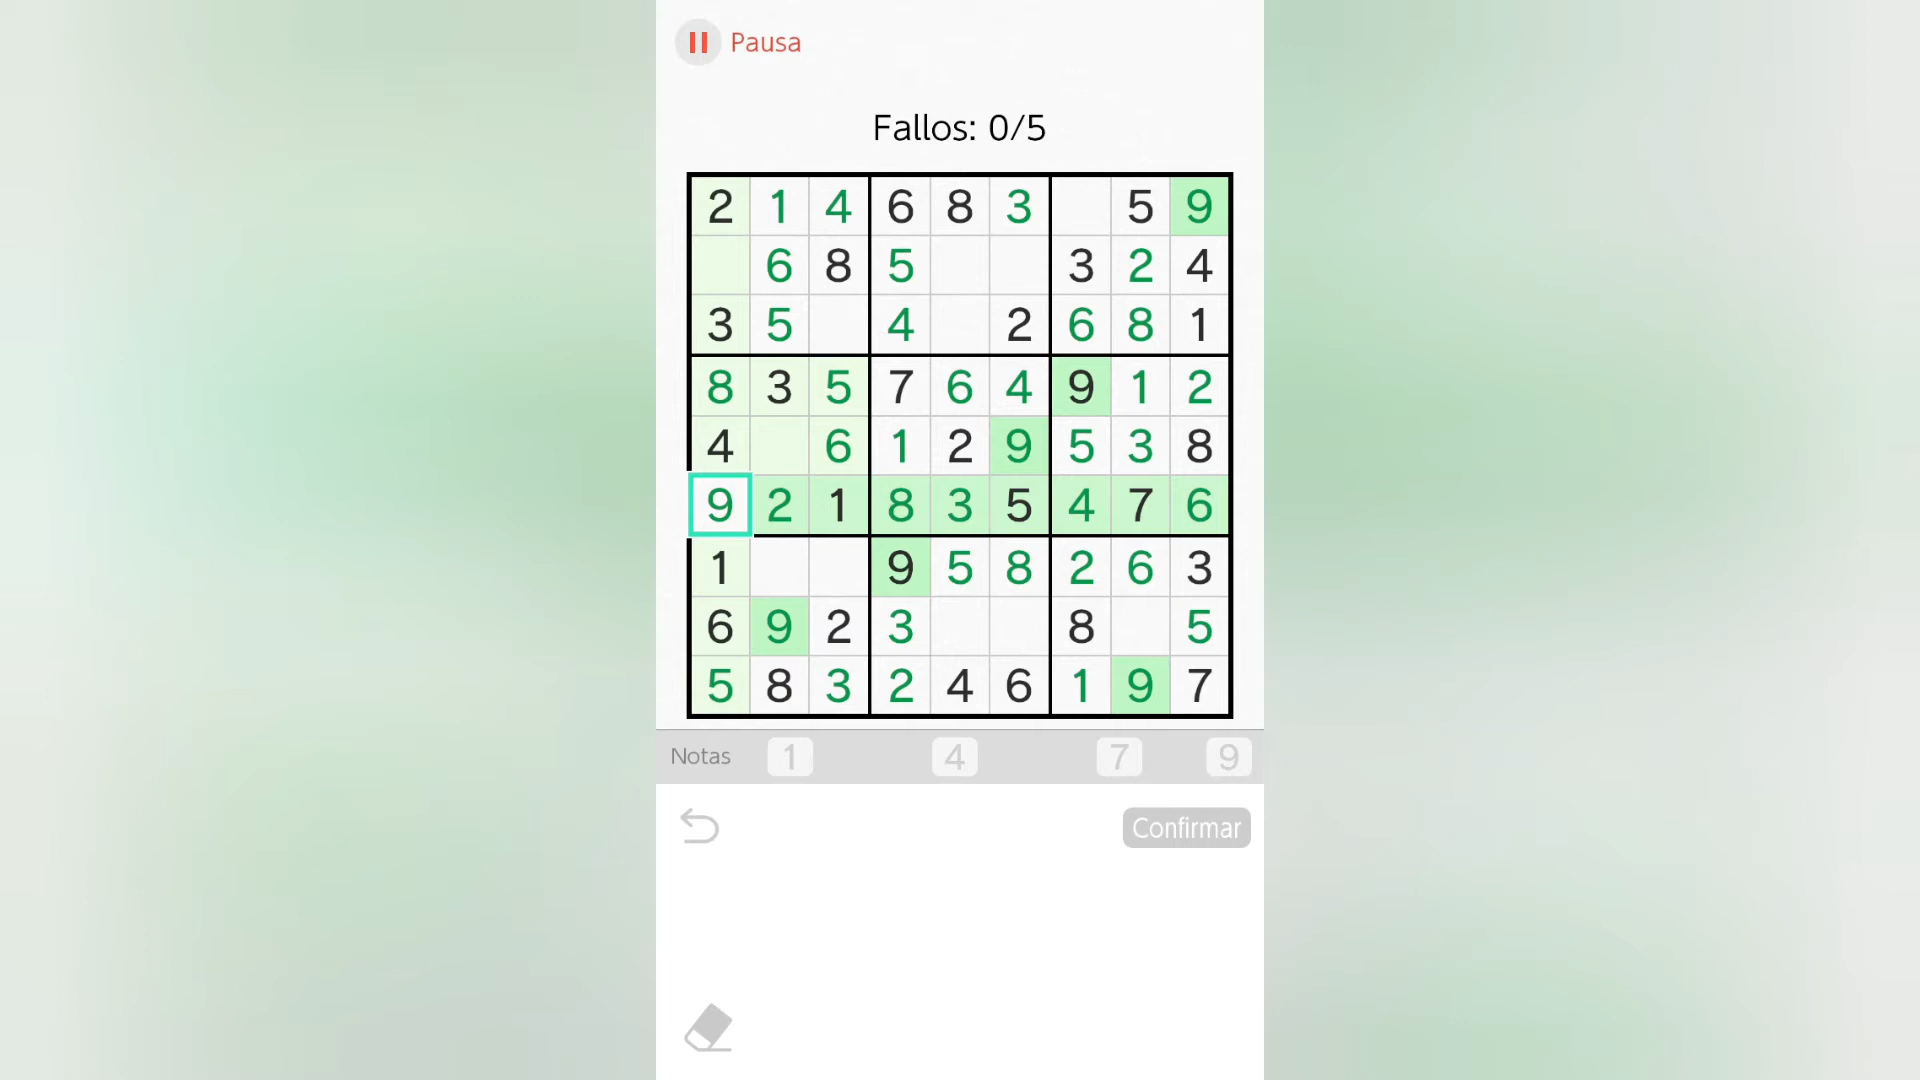 Pausa
Fallos: 0/5
2 1 4 6 8 3 5 9
6 8 5 3 2 4
3 5 4 2 6 8 1
8 3 5 7 6 4 9 1 2
4 6 1 2 9 5 3 8
9 2 1 8 3 5 4 7 6
1 9 5 8 2 6 3
6 9 2 3 8 5
5 8 3 2 4 6 1 9 7
Notas 1 4 7 9
Confirmar